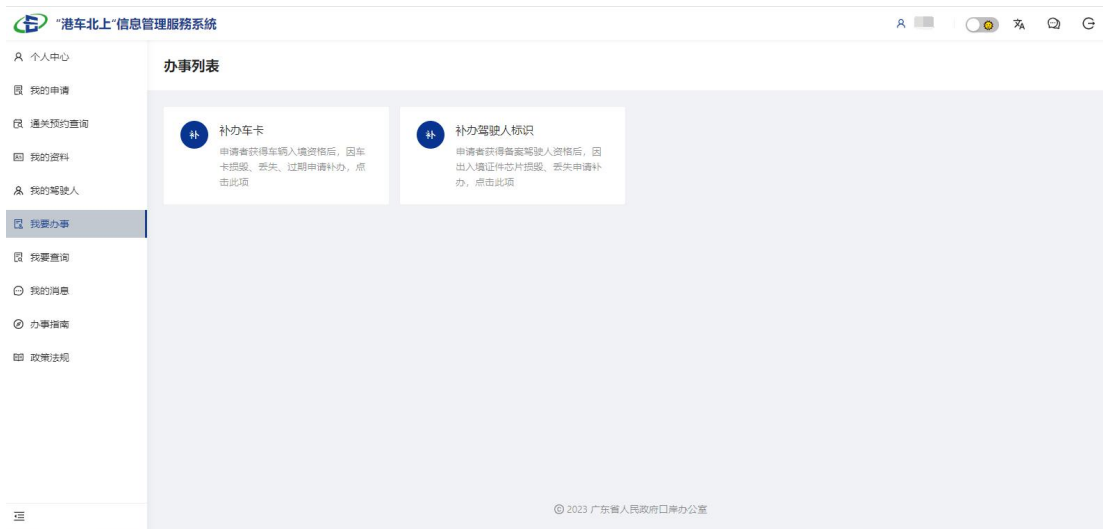 “港车北上”信息管理服務系統
个人中心
我的申请
通关预约查询
我的资料
我的驾驶人
我要办事
我要查询
我的消息
办事指南
政策法规
办事列表
补
补办车卡
申请者获得车辆入境资格后，因车
卡损毁、丢失、过期申请补办，点
击此项
补
补办驾驶人标识
申请者获得备案驾驶人资格后，因
出入境证件芯片损毁、丢失申请补
办，点击此项
© 2023 广东省人民政府口岸办公室